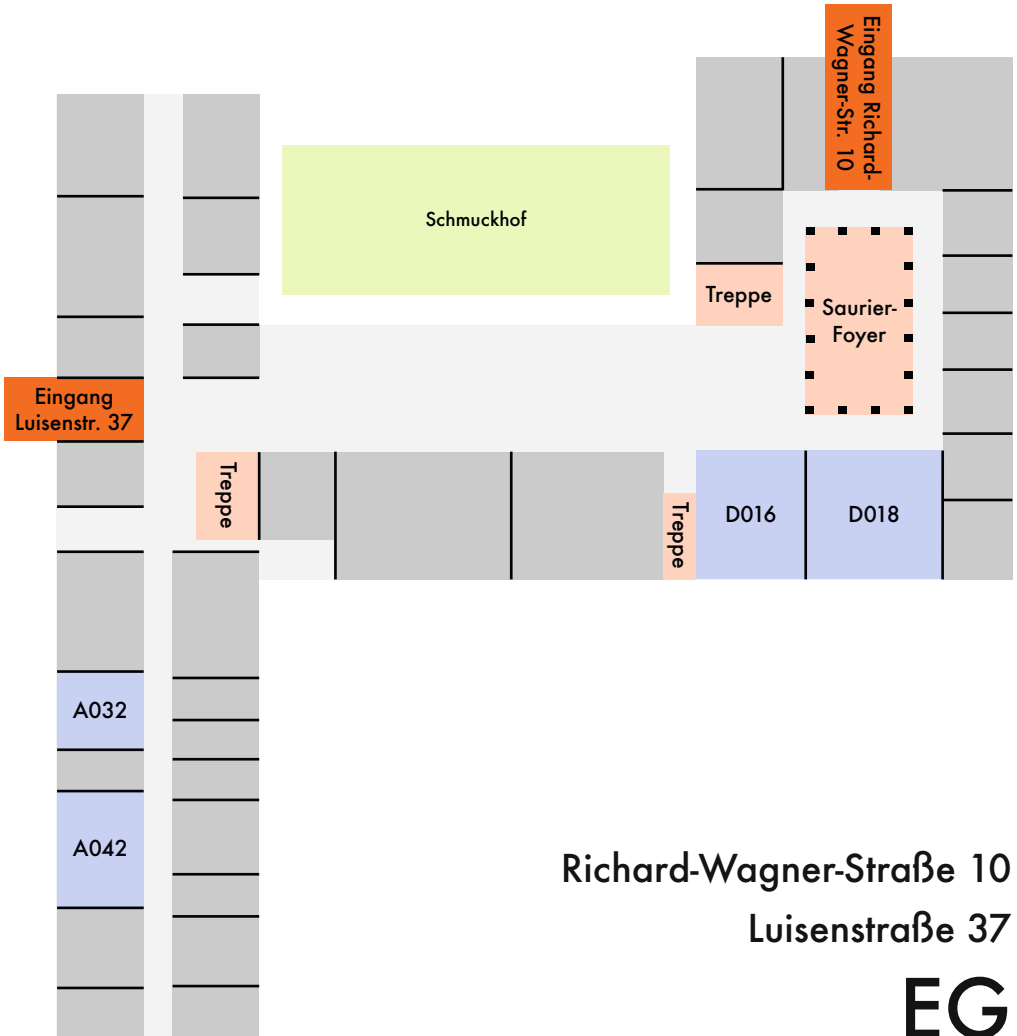 Eingang Richard-
Wagner-Str. 10
Schmuckhof
Treppe
Saurier-
Foyer
Eingang
Luisenstr. 37
Treppe
Treppe
D016
D018
A032
A042
Richard-Wagner-Straße 10
Luisenstraße 37
EG